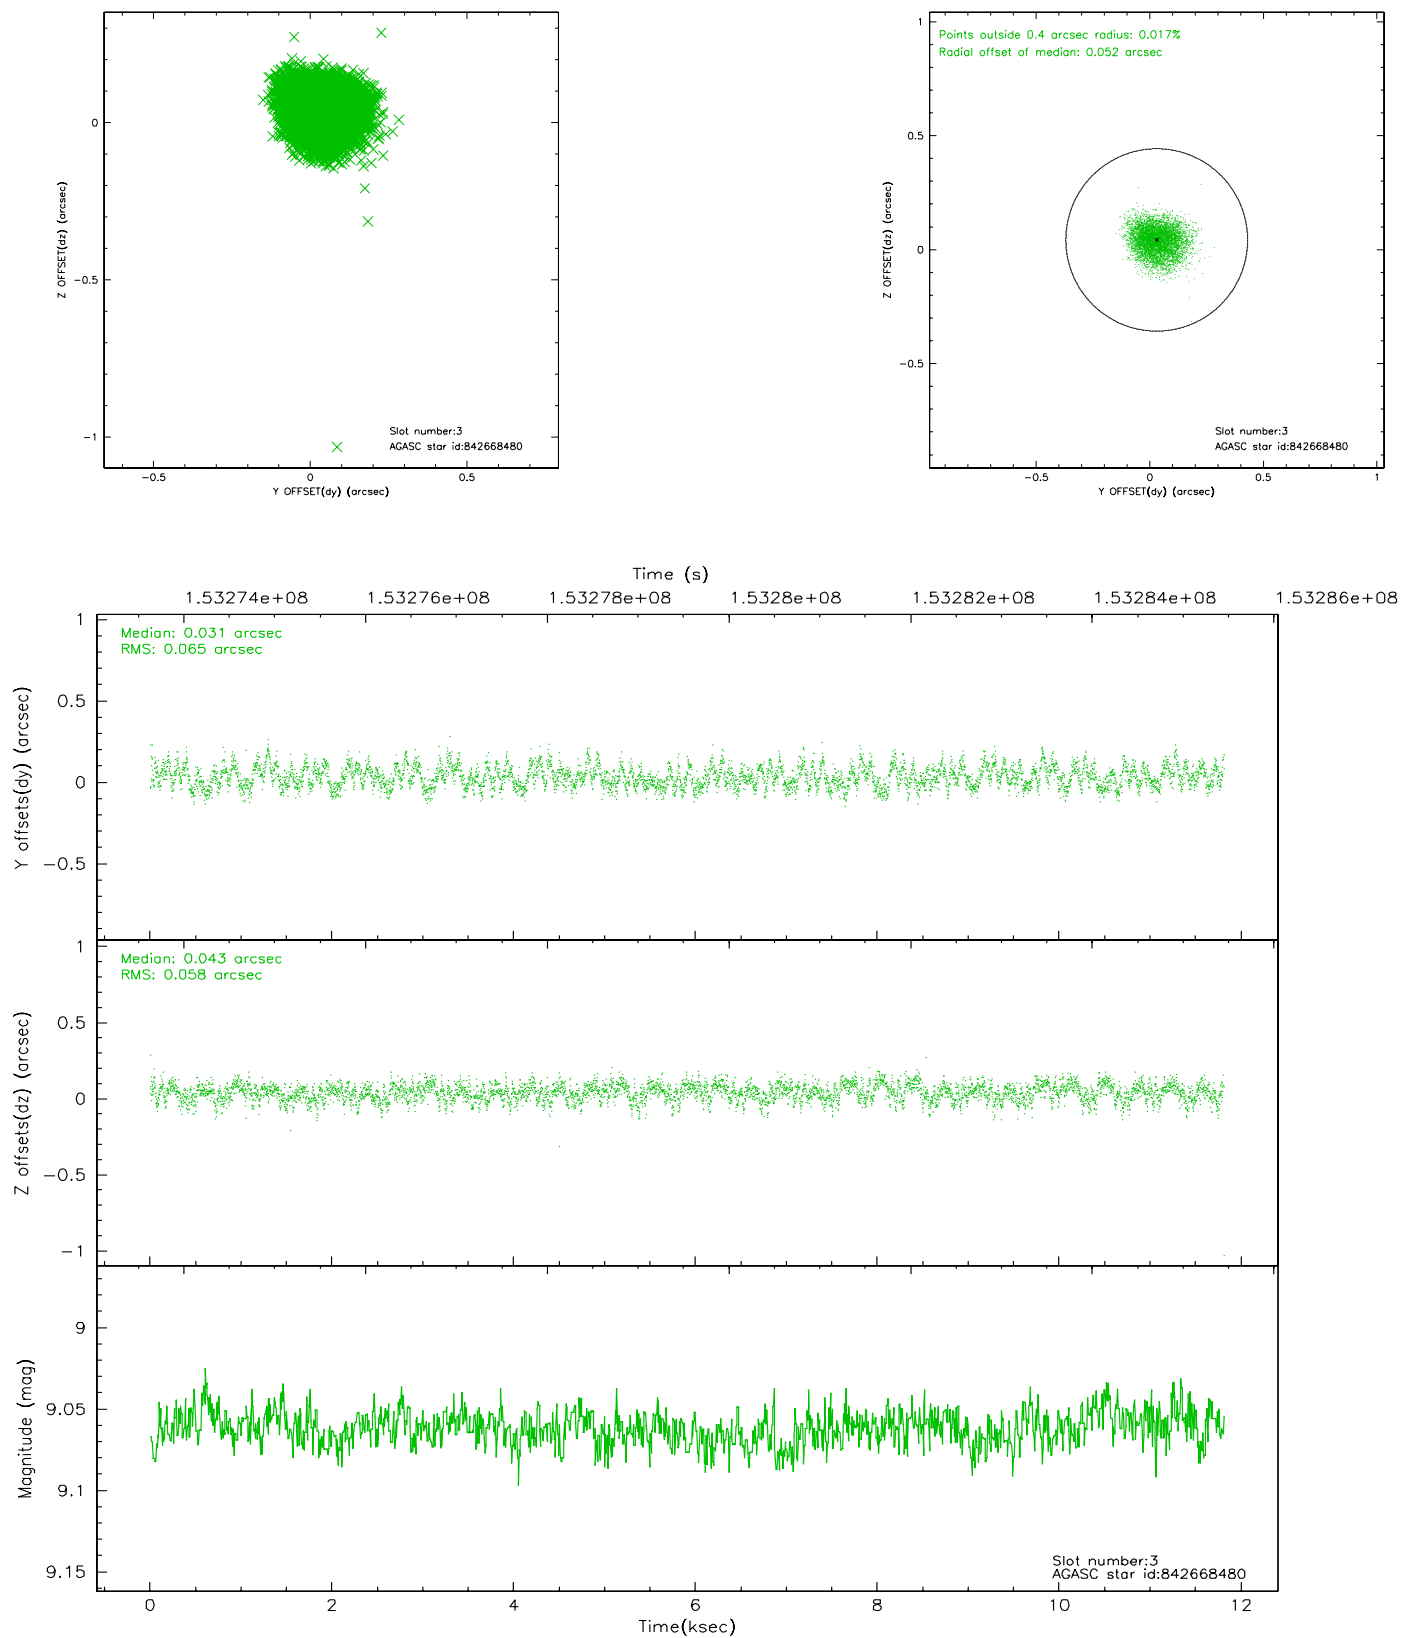 0
−0.5
−1
Z OFFSET(dz) (arcsec)
Slot number:3
AGASC star id:842668480
−0.5 0 0.5
Y OFFSET(dy) (arcsec)
Points outside 0.4 arcsec radius: 0.017%
Radial offset of median: 0.052 arcsec
1
0.5
0
−0.5
Z OFFSET(dz) (arcsec)
Slot number:3
AGASC star id:842668480
−0.5 0 0.5 1
Y OFFSET(dy) (arcsec)
Time (s)
1.53274e+08 1.53276e+08 1.53278e+08 1.5328e+08 1.53282e+08 1.53284e+08 1.53286e+08
Median: 0.031 arcsec
RMS: 0.065 arcsec
1
0.5
0
−0.5
Y offsets(dy) (arcsec)
Median: 0.043 arcsec
RMS: 0.058 arcsec
1
0.5
0
−0.5
−1
Z offsets(dz) (arcsec)
9
9.05
9.1
9.15
Magnitude (mag)
Slot number:3
AGASC star id:842668480
0 2 4 6 8 10 12
Time(ksec)